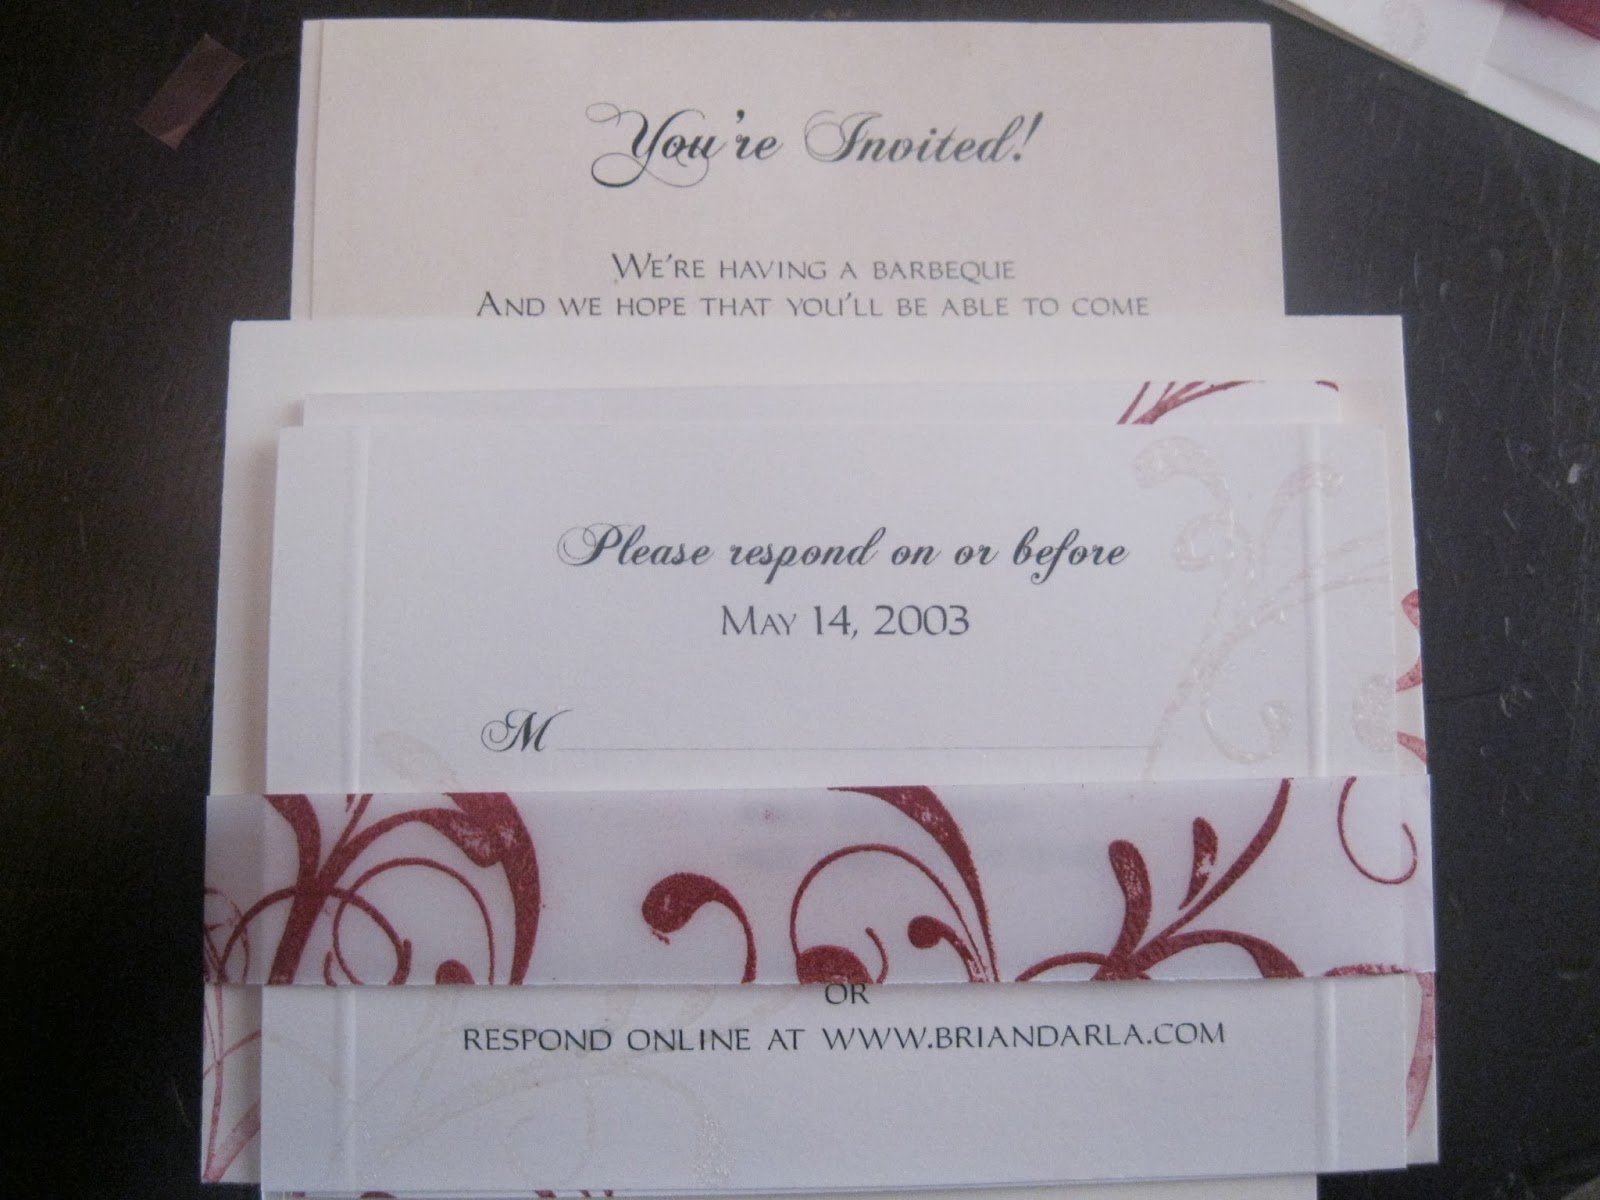 You're Invited!
We're having a barbeque
And we hope that you'll be able to come
Please respond on or before
May 14, 2003
M
or
respond online at www.briandarla.com